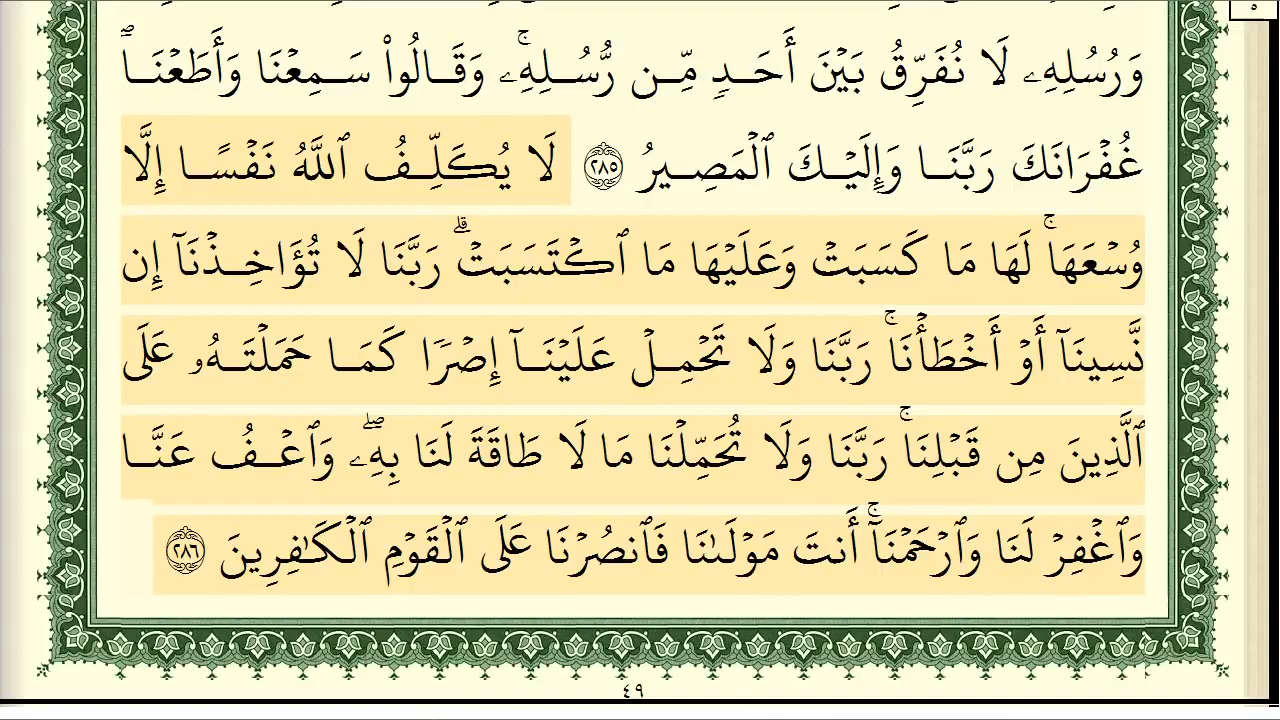 ٥
وَرُسُلِهِۦ لَا نُفَرِّقُ بَيْنَ أَحَدٍ مِّن رُّسُلِهِۦۚ وَقَالُوا۟ سَمِعْنَا وَأَطَعْنَاۖ
غُفْرَانَكَ رَبَّنَا وَإِلَيْكَ ٱلْمَصِيرُ ٢٨٥ لَا يُكَلِّفُ ٱللَّهُ نَفْسًا إِلَّا
وُسْعَهَاۚ لَهَا مَا كَسَبَتْ وَعَلَيْهَا مَا ٱكْتَسَبَتْۗ رَبَّنَا لَا تُؤَاخِذْنَآ إِن
نَّسِينَآ أَوْ أَخْطَأْنَاۚ رَبَّنَا وَلَا تَحْمِلْ عَلَيْنَآ إِصْرًا كَمَا حَمَلْتَهُۥ عَلَى
ٱلَّذِينَ مِن قَبْلِنَاۚ رَبَّنَا وَلَا تُحَمِّلْنَا مَا لَا طَاقَةَ لَنَا بِهِۦۖ وَٱعْفُ عَنَّا
وَٱغْفِرْ لَنَا وَٱرْحَمْنَآۚ أَنتَ مَوْلَىٰنَا فَٱنصُرْنَا عَلَى ٱلْقَوْمِ ٱلْكَـٰفِرِينَ ٢٨٦
٤٩